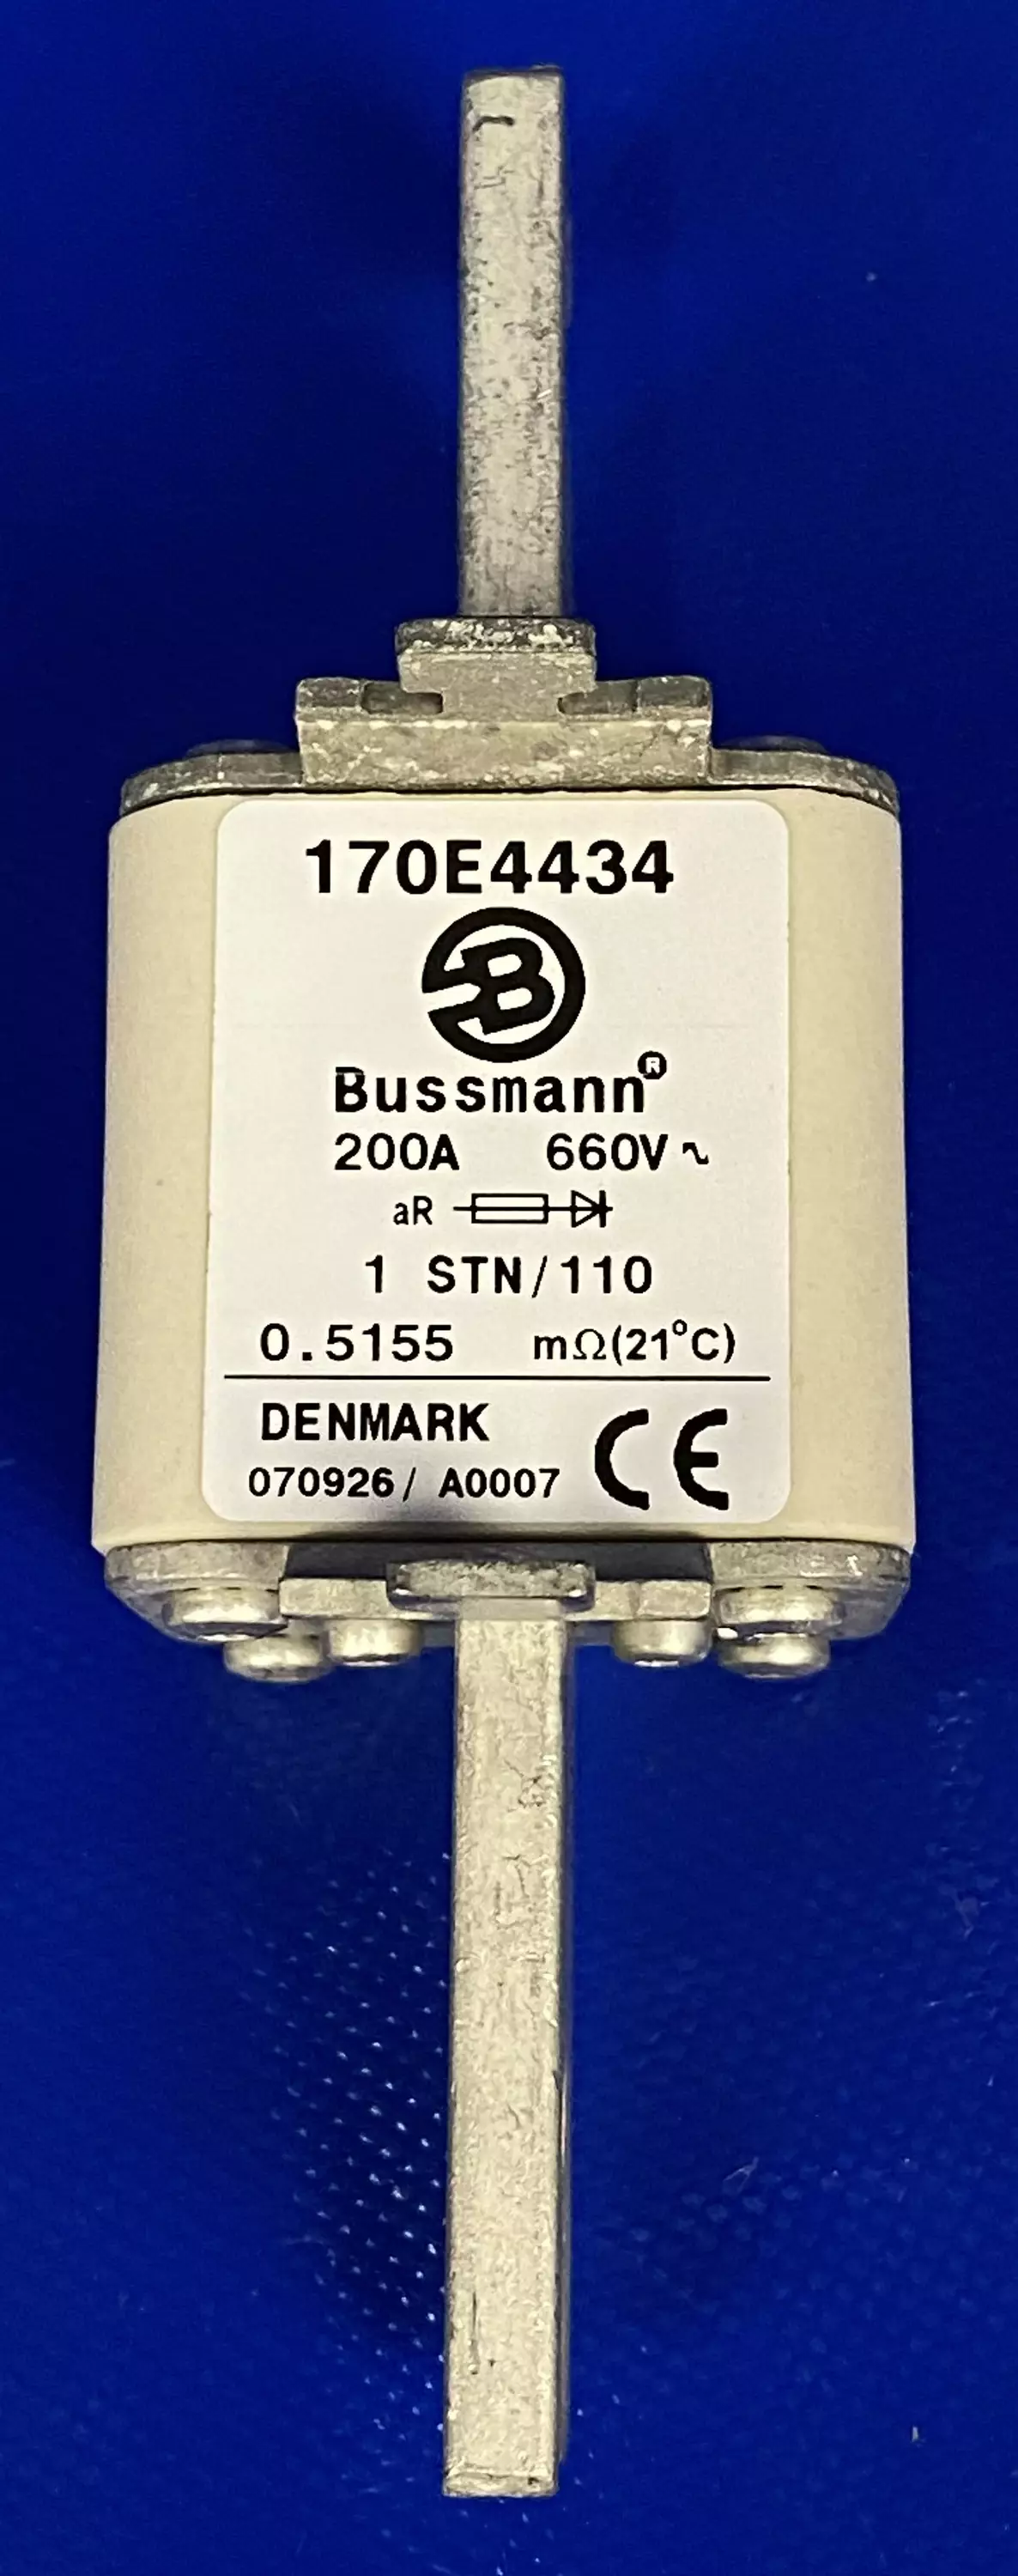 170E4434
B
Bussmann®
200A 660V ~
aR
1 STN/110
0.5155 mΩ(21°C)
DENMARK
070926/ A0007 CE